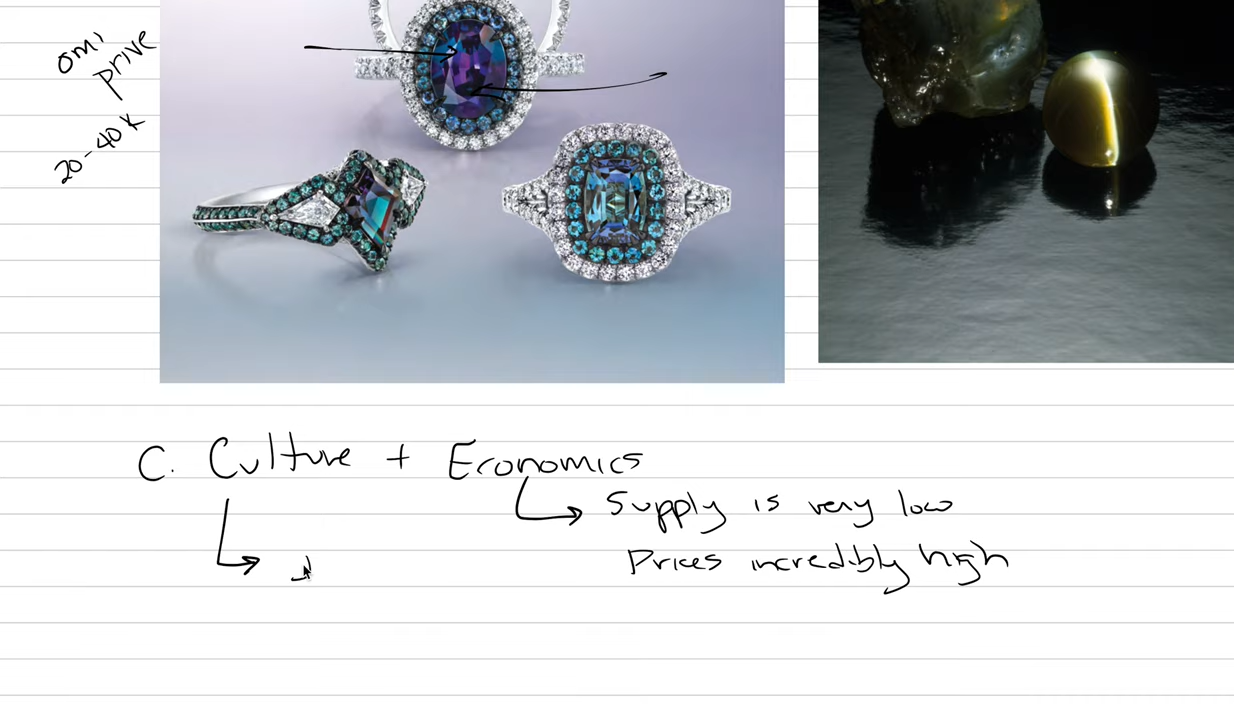 omi
prive
20-40K
C. Culture + Economics
Supply is very low
Prices incredibly high